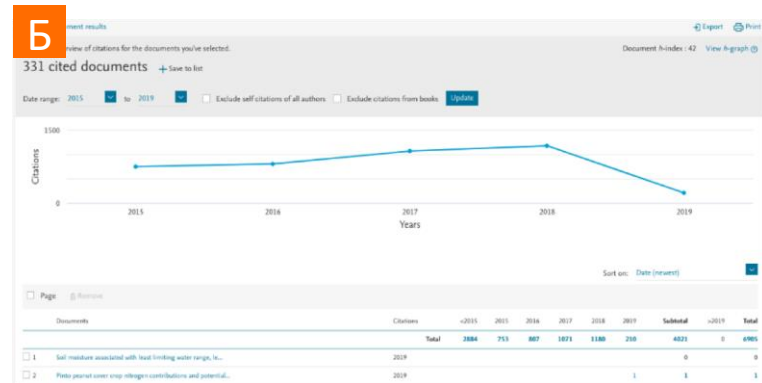 Б
ment results
Export Print
view of citations for the documents you've selected.
Document h-index : 42 View h-graph
331 cited documents + Save to list
Date range: 2015 to 2019 Exclude self citations of all authors Exclude citations from books Update
1500
Citations
0
2015 2016 2017 2018 2019
Years
Sort on: Date (newest)
Page Remove
Documents Citations <2015 2015 2016 2017 2018 2019 Subtotal >2019 Total
Total 2884 753 807 1071 1180 210 4021 0 6905
1 Soil moisture associated with least limiting water range, le... 2019 0 0
2 Pinto peanut cover crop nitrogen contributions and potential... 2019 1 1 1